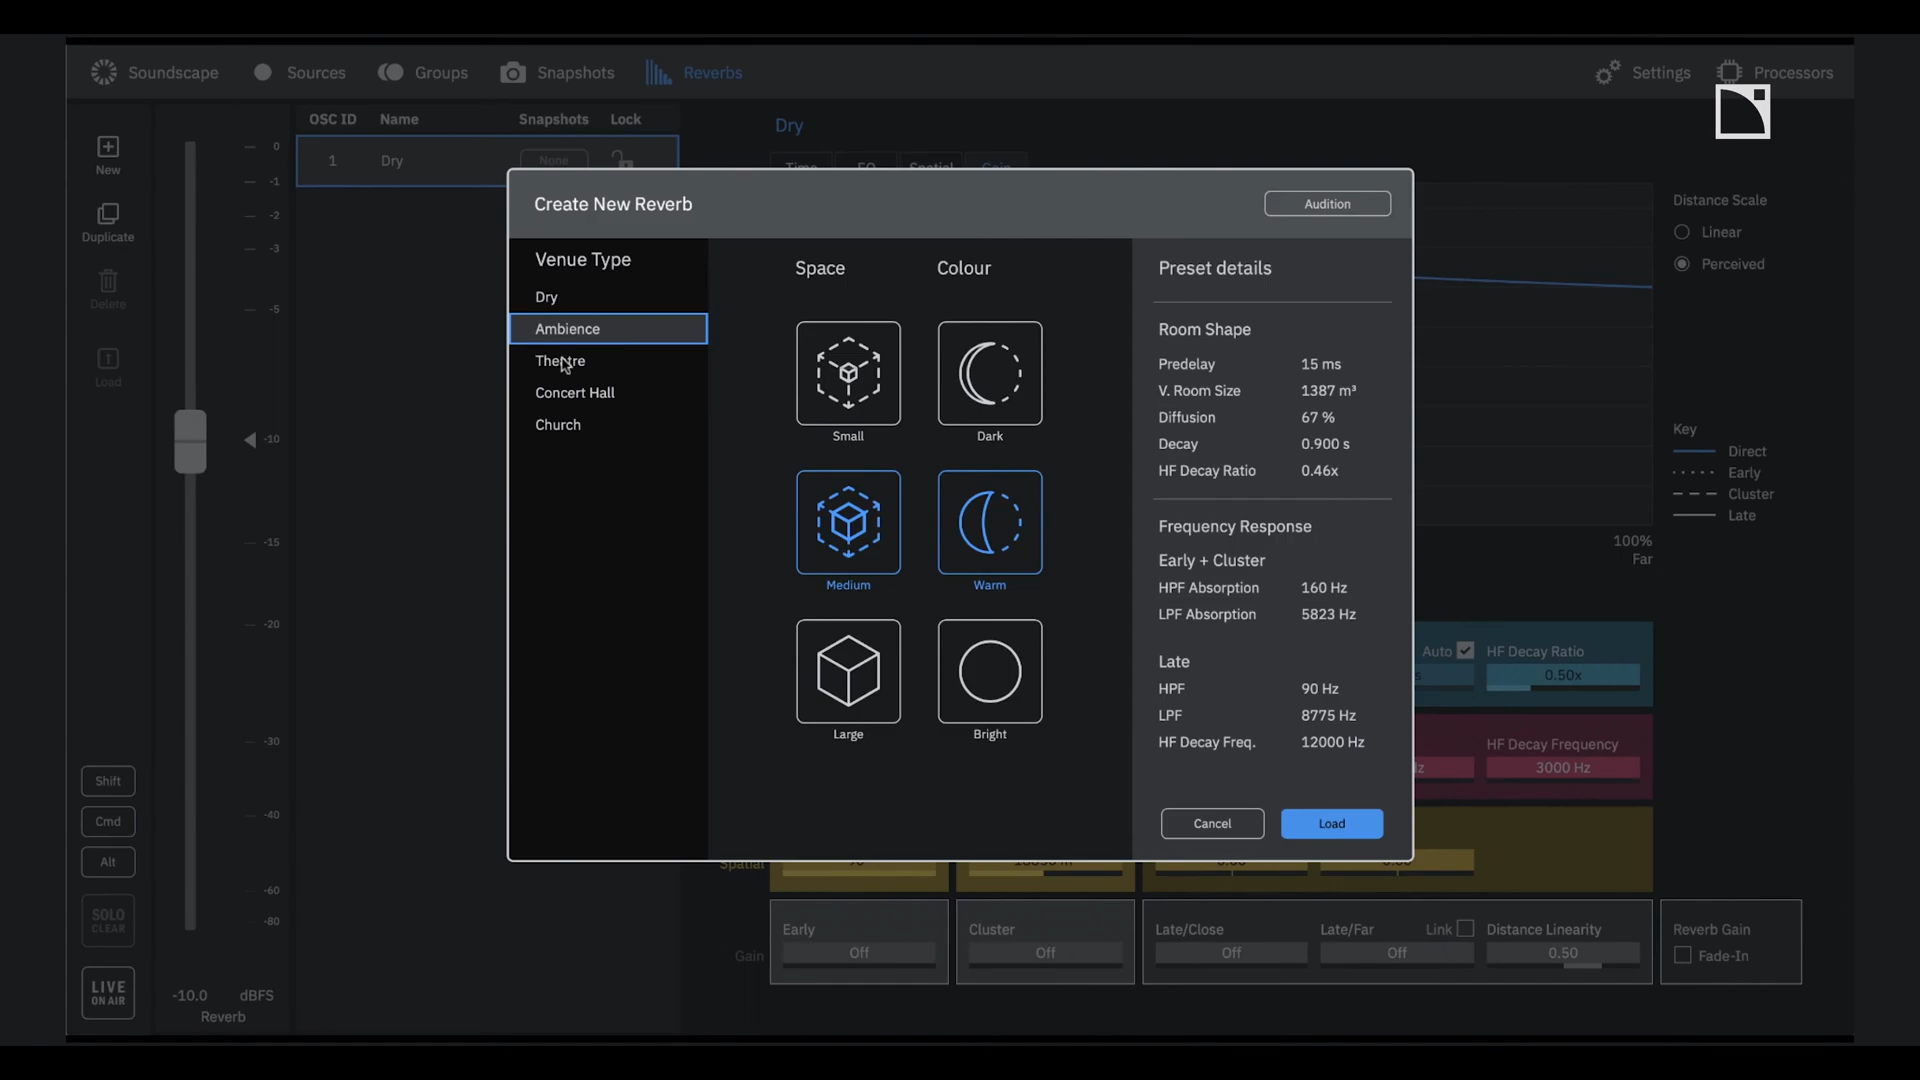 Soundscape Sources Groups Snapshots Reverbs Settings Processors
OSC ID Name Snapshots Lock
1 Dry None
New
Duplicate
Delete
Load
Shift
Cmd
Alt
SOLO
CLEAR
LIVE
ON AIR
0
-1
-2
-3
-5
-10
-15
-20
-30
-40
-60
-80
-10.0 dBFS
Reverb
Dry
Time EQ Spatial Gain
Create New Reverb
Audition
Venue Type
Dry
Ambience
Theatre
Concert Hall
Church
Space Colour
Small Dark
Medium Warm
Large Bright
Preset details
Room Shape
Predelay 15 ms
V. Room Size 1387 m³
Diffusion 67 %
Decay 0.900 s
HF Decay Ratio 0.46x
Frequency Response
Early + Cluster
HPF Absorption 160 Hz
LPF Absorption 5823 Hz
Late
HPF 90 Hz
LPF 8775 Hz
HF Decay Freq. 12000 Hz
Cancel Load
Distance Scale
Linear
Perceived
Key
Direct
Early
Cluster
Late
100%
Far
Auto HF Decay Ratio
s 0.50x
HF Decay Frequency
Hz 3000 Hz
Spatial
Gain
Early Cluster Late/Close Late/Far Link Distance Linearity Reverb Gain
Off Off Off Off 0.50 Fade-In